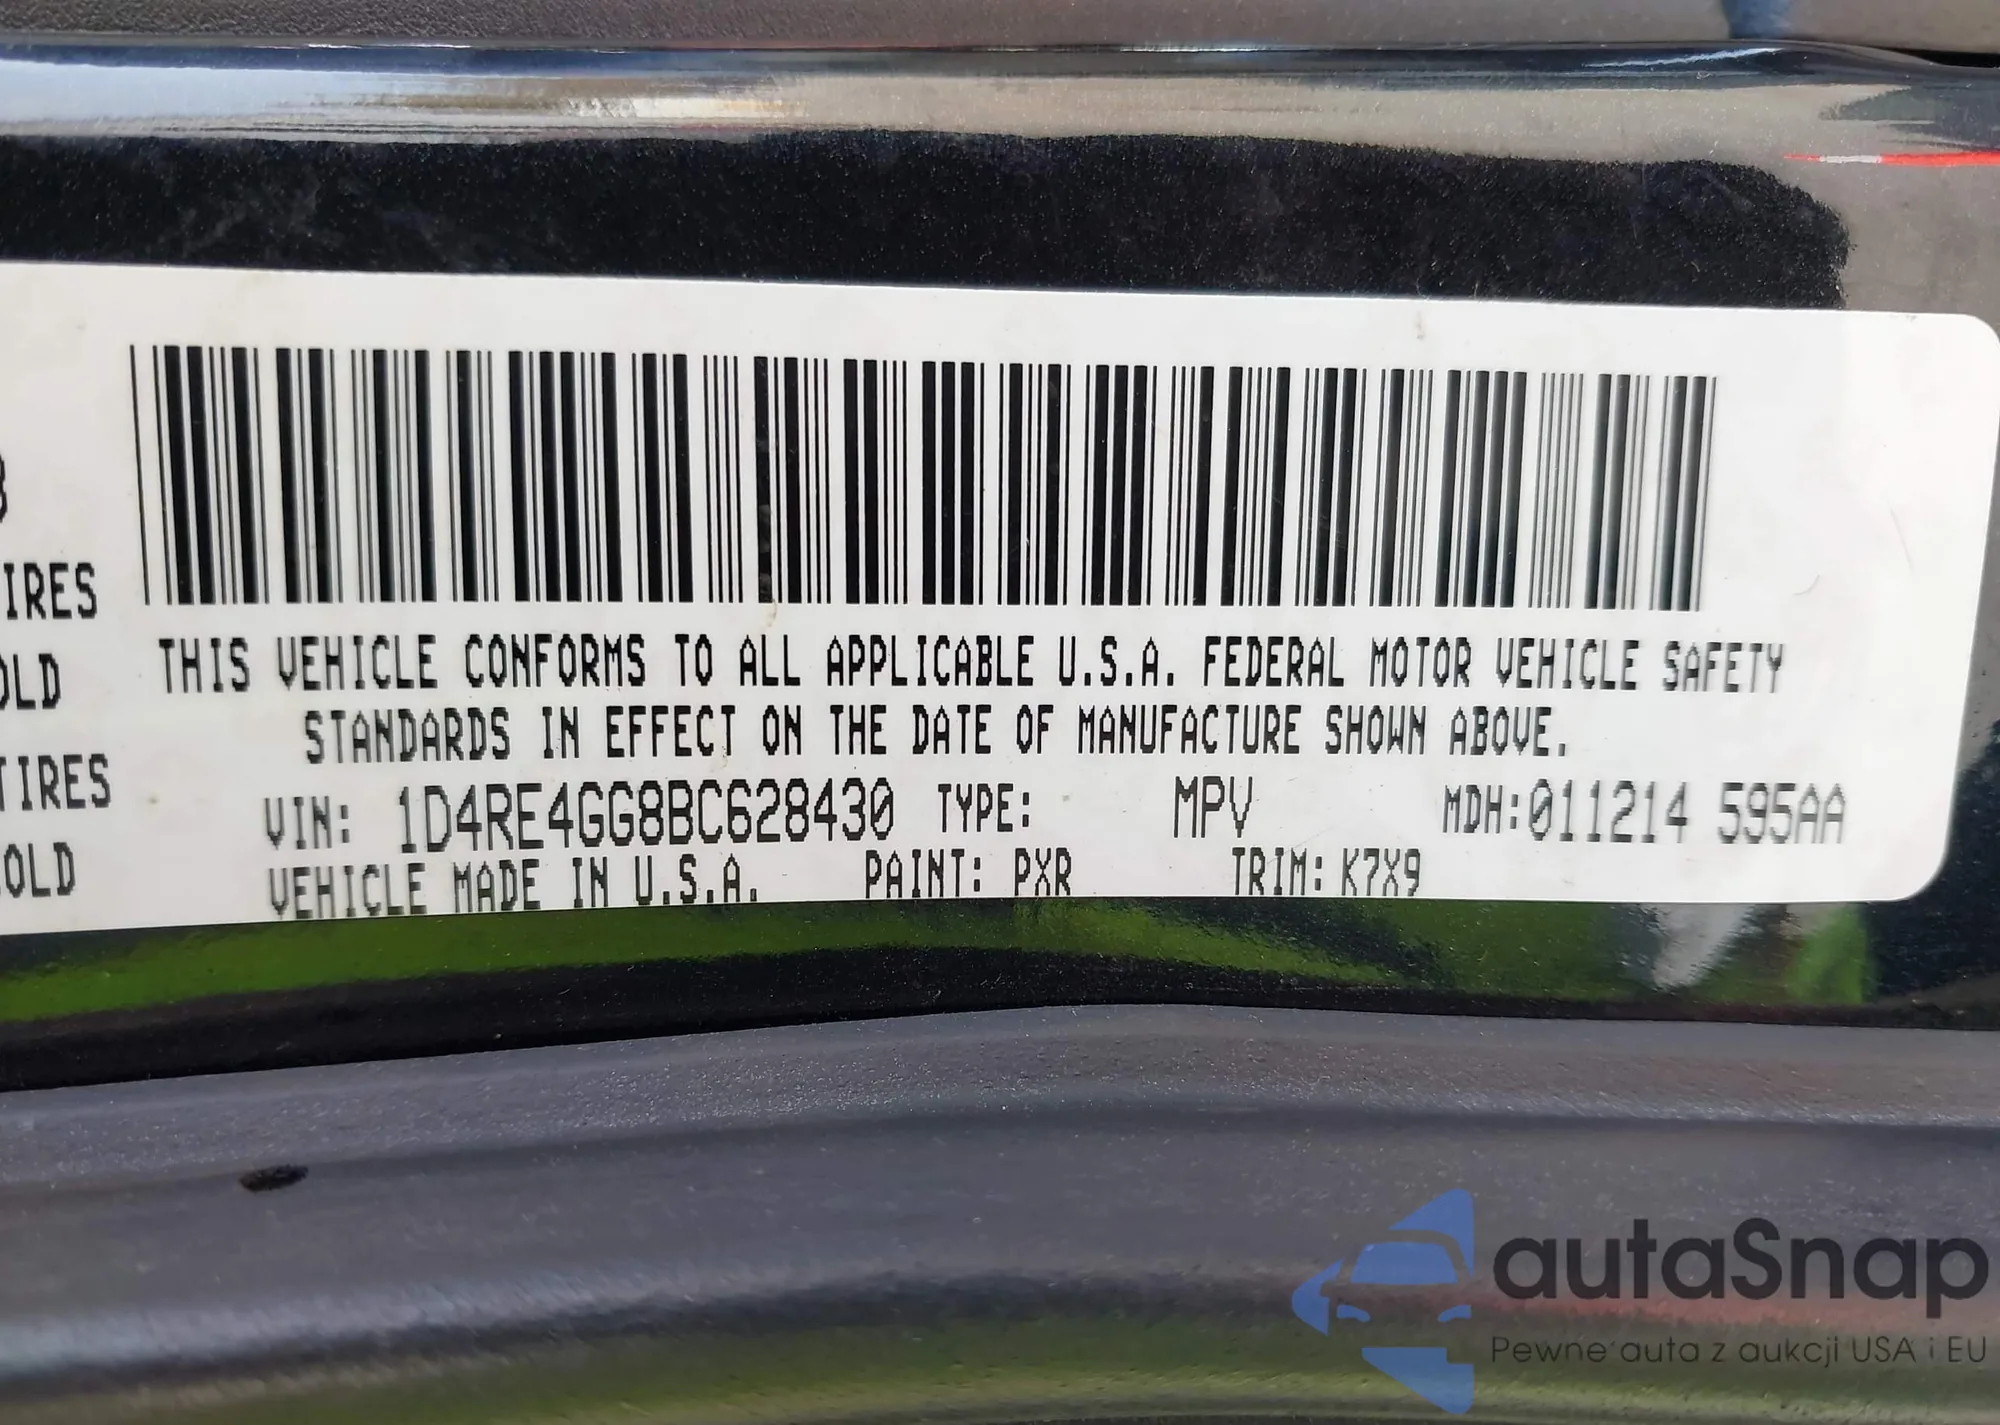 IRES
OLD
TIRES
OLD
THIS VEHICLE CONFORMS TO ALL APPLICABLE U.S.A. FEDERAL MOTOR VEHICLE SAFETY
STANDARDS IN EFFECT ON THE DATE OF MANUFACTURE SHOWN ABOVE.
VIN: 1D4RE4GG8BC628430 TYPE: MPV MDH:011214 595AA
VEHICLE MADE IN U.S.A. PAINT: PXR TRIM: K7X9
autaSnap
Pewne auta z aukcji USA i EU